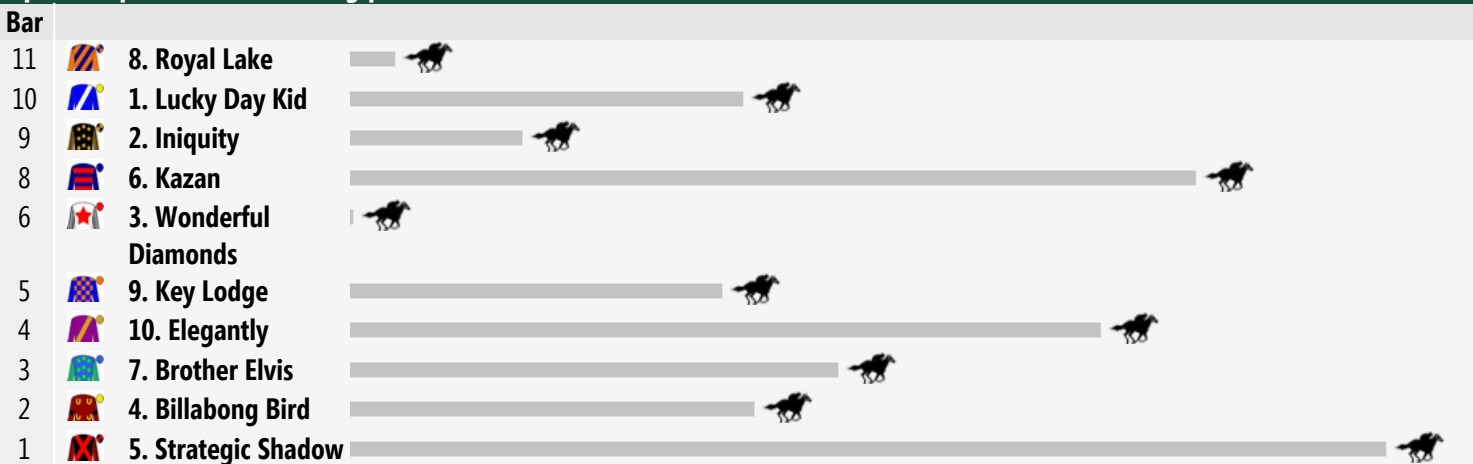 Bar
11 8. Royal Lake
10 1. Lucky Day Kid
9 2. Iniquity
8 6. Kazan
6 3. Wonderful
Diamonds
5 9. Key Lodge
4 10. Elegantly
3 7. Brother Elvis
2 4. Billabong Bird
1 5. Strategic Shadow